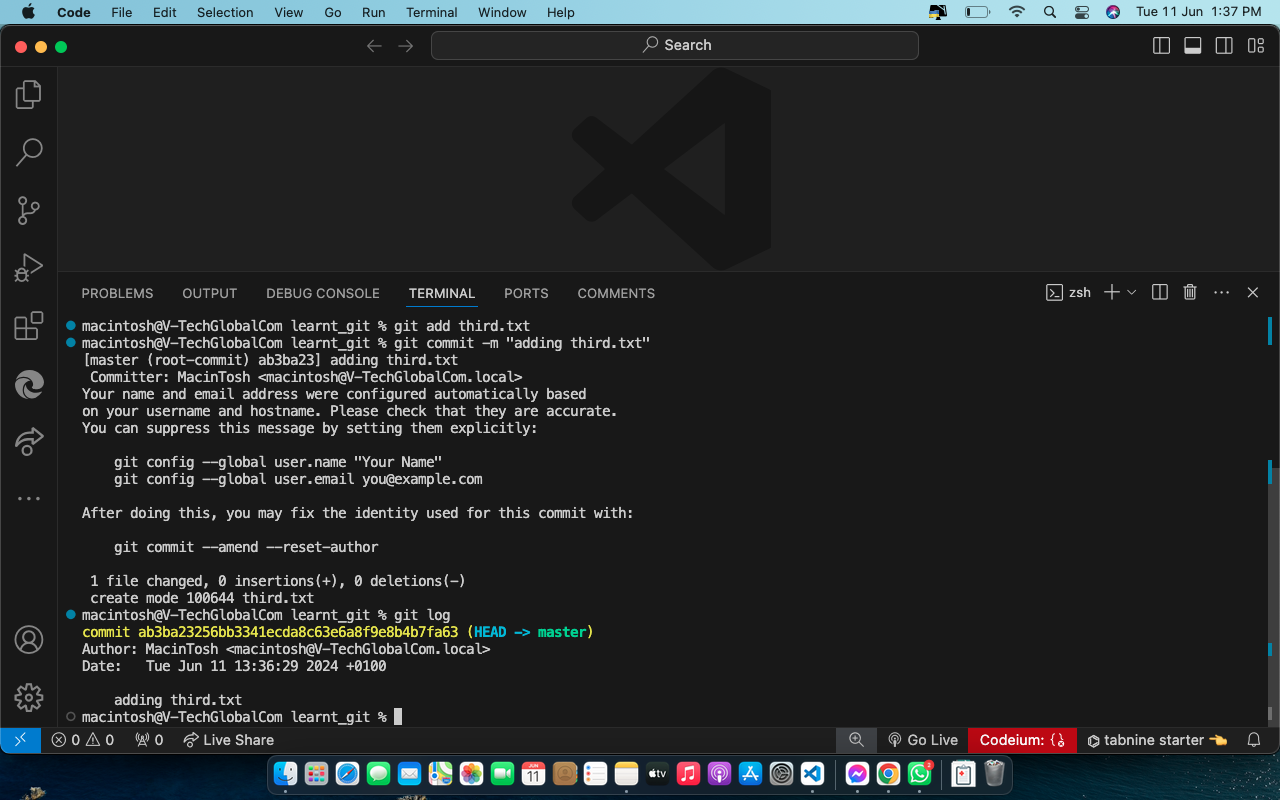 Code File Edit Selection View Go Run Terminal Window Help Tue 11 Jun 1:37 PM
Search
PROBLEMS OUTPUT DEBUG CONSOLE TERMINAL PORTS COMMENTS zsh
macintosh@V-TechGlobalCom learnt_git % git add third.txt
macintosh@V-TechGlobalCom learnt_git % git commit -m "adding third.txt"
[master (root-commit) ab3ba23] adding third.txt
Committer: MacinTosh <macintosh@V-TechGlobalCom.local>
Your name and email address were configured automatically based
on your username and hostname. Please check that they are accurate.
You can suppress this message by setting them explicitly:
git config --global user.name "Your Name"
git config --global user.email you@example.com
After doing this, you may fix the identity used for this commit with:
git commit --amend --reset-author
1 file changed, 0 insertions(+), 0 deletions(-)
create mode 100644 third.txt
macintosh@V-TechGlobalCom learnt_git % git log
commit ab3ba23256bb3341ecda8c63e6a8f9e8b4b7fa63 (HEAD -> master)
Author: MacinTosh <macintosh@V-TechGlobalCom.local>
Date:   Tue Jun 11 13:36:29 2024 +0100
adding third.txt
macintosh@V-TechGlobalCom learnt_git %
0 0 0 Live Share Go Live Codeium: {} tabnine starter
JUN
11
tv
2